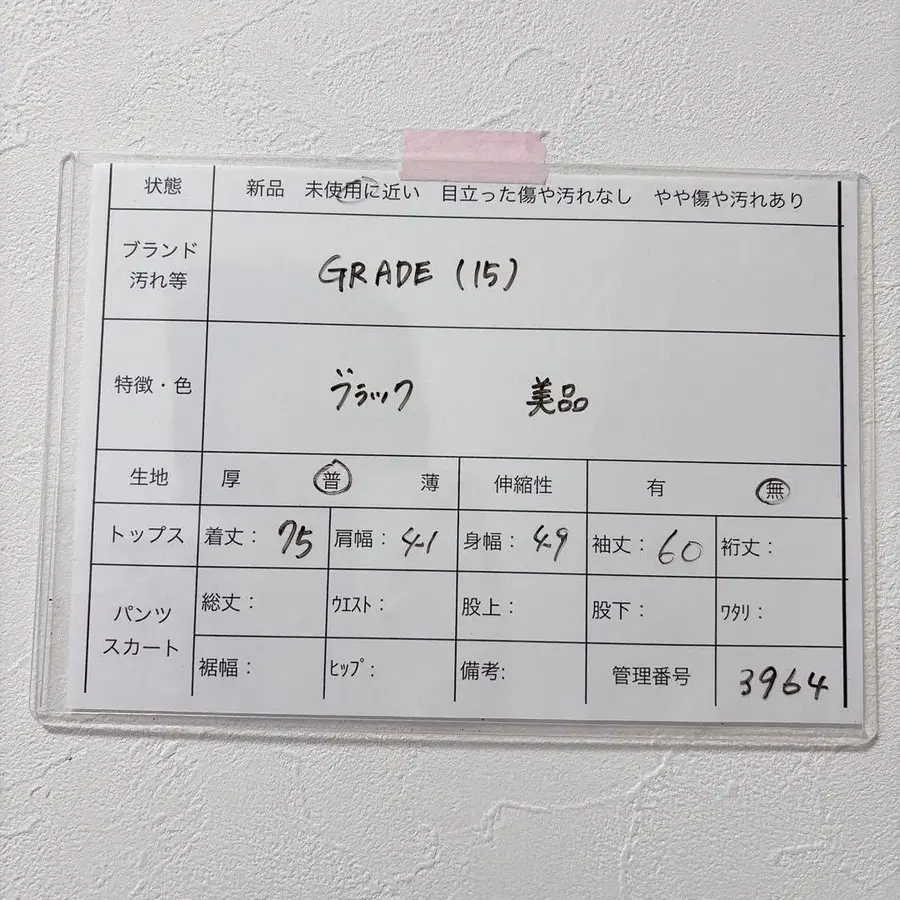 状態 新品 未使用に近い 目立った傷や汚れなし やや傷や汚れあり
ブランド
汚れ等 GRADE (15)
特徴・色 ブラック 美品
生地 厚 普 薄 伸縮性 有 無
トップス 着丈: 75 肩幅: 41 身幅: 49 袖丈: 60 裄丈:
パンツ
スカート
総丈: ウエスト: 股上: 股下: ワタリ:
裾幅: ヒップ: 備考: 管理番号 3964